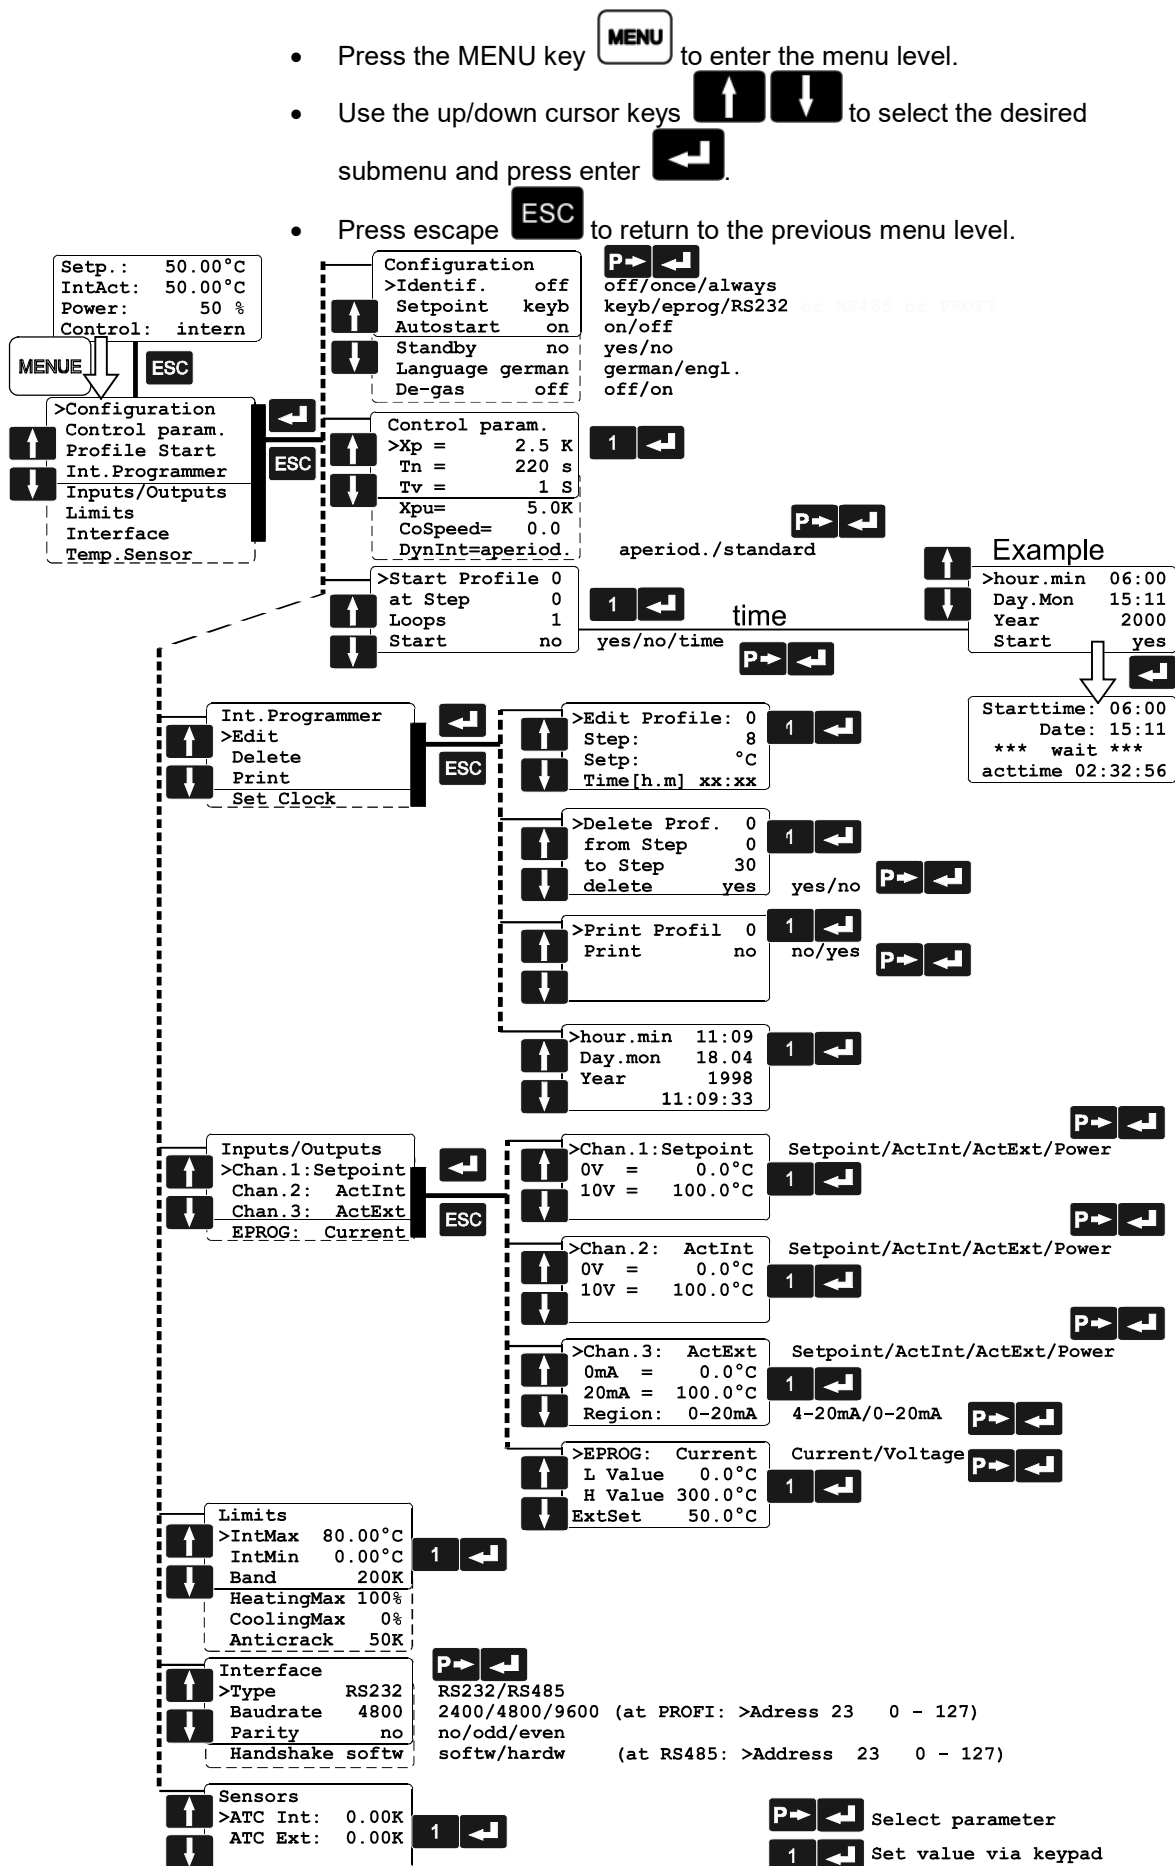 • Press the MENU key MENU to enter the menu level.
• Use the up/down cursor keys to select the desired
submenu and press enter .
• Press escape ESC to return to the previous menu level.
Setp.: 50.00°C
IntAct: 50.00°C
Power: 50 %
Control: intern
MENUE
ESC
>Configuration
Control param.
Profile Start
Int.Programmer
Inputs/Outputs
Limits
Interface
Temp.Sensor
ESC
Configuration
>Identif. off
Setpoint keyb
Autostart on
Standby no
Language german
De-gas off
P
off/once/always
keyb/eprog/RS232 or RS485 or PROFI
on/off
yes/no
german/engl.
off/on
Control param.
>Xp = 2.5 K
Tn = 220 s
Tv = 1 S
Xpu= 5.0K
CoSpeed= 0.0
DynInt=aperiod.
1
P
aperiod./standard
>Start Profile 0
at Step 0
Loops 1
Start no
1
yes/no/time
time
P
Example
>hour.min 06:00
Day.Mon 15:11
Year 2000
Start yes
Starttime: 06:00
Date: 15:11
*** wait ***
acttime 02:32:56
Int.Programmer
>Edit
Delete
Print
Set Clock
ESC
>Edit Profile: 0
Step: 8
Setp: °C
Time[h.m] xx:xx
1
>Delete Prof. 0
from Step 0
to Step 30
delete yes
1
yes/no
P
>Print Profil 0
Print no
1
no/yes
P
>hour.min 11:09
Day.mon 18.04
Year 1998
11:09:33
1
Inputs/Outputs
>Chan.1:Setpoint
Chan.2: ActInt
Chan.3: ActExt
EPROG: Current
ESC
>Chan.1:Setpoint
0V = 0.0°C
10V = 100.0°C
P
Setpoint/ActInt/ActExt/Power
1
>Chan.2: ActInt
0V = 0.0°C
10V = 100.0°C
P
Setpoint/ActInt/ActExt/Power
1
>Chan.3: ActExt
0mA = 0.0°C
20mA = 100.0°C
Region: 0-20mA
P
Setpoint/ActInt/ActExt/Power
1
4-20mA/0-20mA
P
>EPROG: Current
L Value 0.0°C
H Value 300.0°C
ExtSet 50.0°C
Current/Voltage
P
1
Limits
>IntMax 80.00°C
IntMin 0.00°C
Band 200K
HeatingMax 100%
CoolingMax 0%
Anticrack 50K
1
Interface
>Type RS232
Baudrate 4800
Parity no
Handshake softw
P
RS232/RS485
2400/4800/9600 (at PROFI: >Adress 23 0 - 127)
no/odd/even
softw/hardw (at RS485: >Address 23 0 - 127)
Sensors
>ATC Int: 0.00K
ATC Ext: 0.00K
1
P Select parameter
1 Set value via keypad